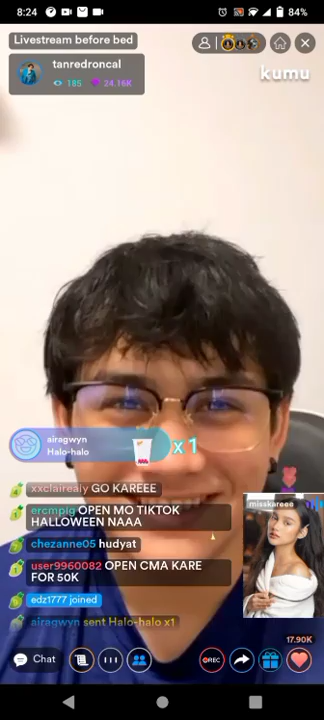 8:24
84%
Livestream before bed
tanredroncal
185 24.16K
kumu
airagwyn
Halo-halo
x 1
xxclairealy GO KAREEE
ercmpig OPEN MO TIKTOK
HALLOWEEN NAAA
chezanne05 hudyat
user9960082 OPEN CMA KARE
FOR 50K
edz1777 joined
airagwyn sent Halo-halo x1
misskareee
17.90K
Chat
REC